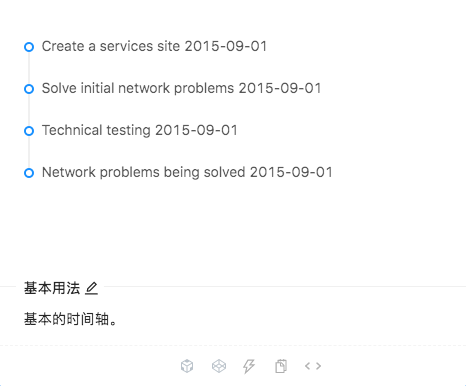 Create a services site 2015-09-01
Solve initial network problems 2015-09-01
Technical testing 2015-09-01
Network problems being solved 2015-09-01
基本用法
基本的时间轴。